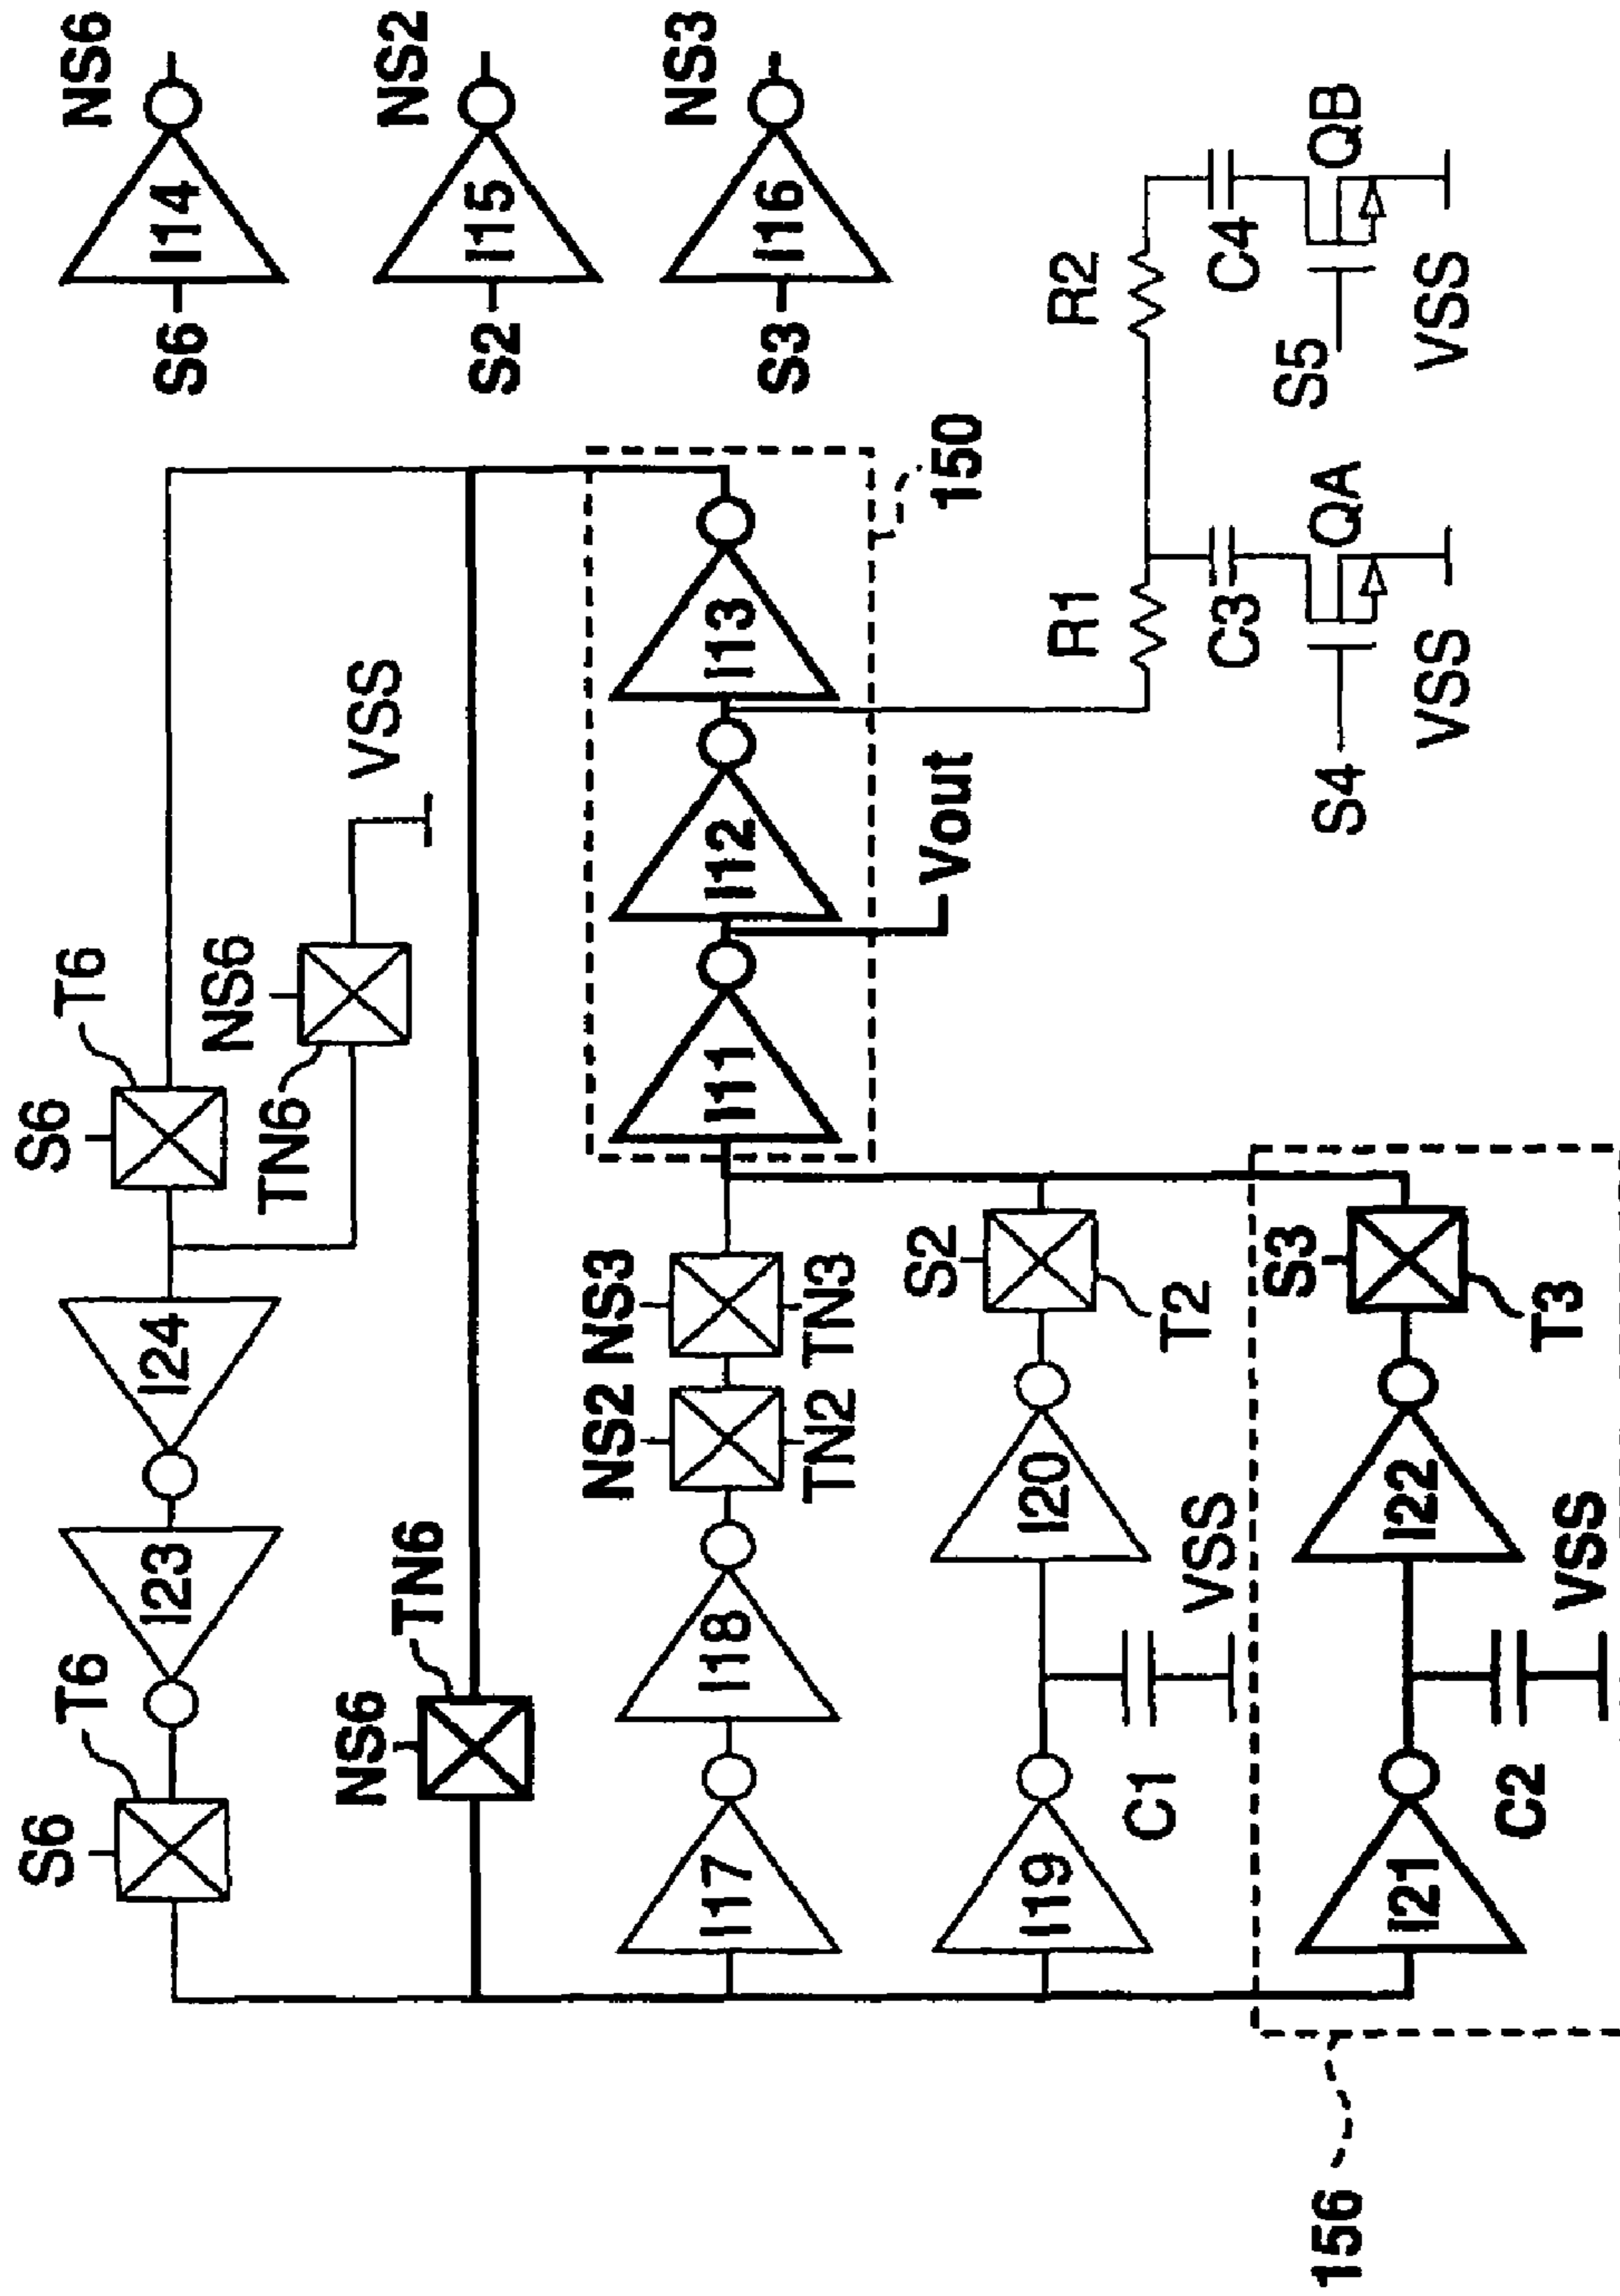 S6
T6
I23
I24
S6
T6
TN6
NS6
VSS
S6
I14
NS6
NS6
TN6
S2
I15
NS2
I17
I18
NS2
TN2
NS3
TN3
I11
I12
I13
150
Vout
S3
I16
NS3
I19
C1
VSS
I20
S2
T2
R1
R2
C3
S4
QA
VSS
C4
S5
QB
VSS
156
I21
C2
VSS
I22
S3
T3